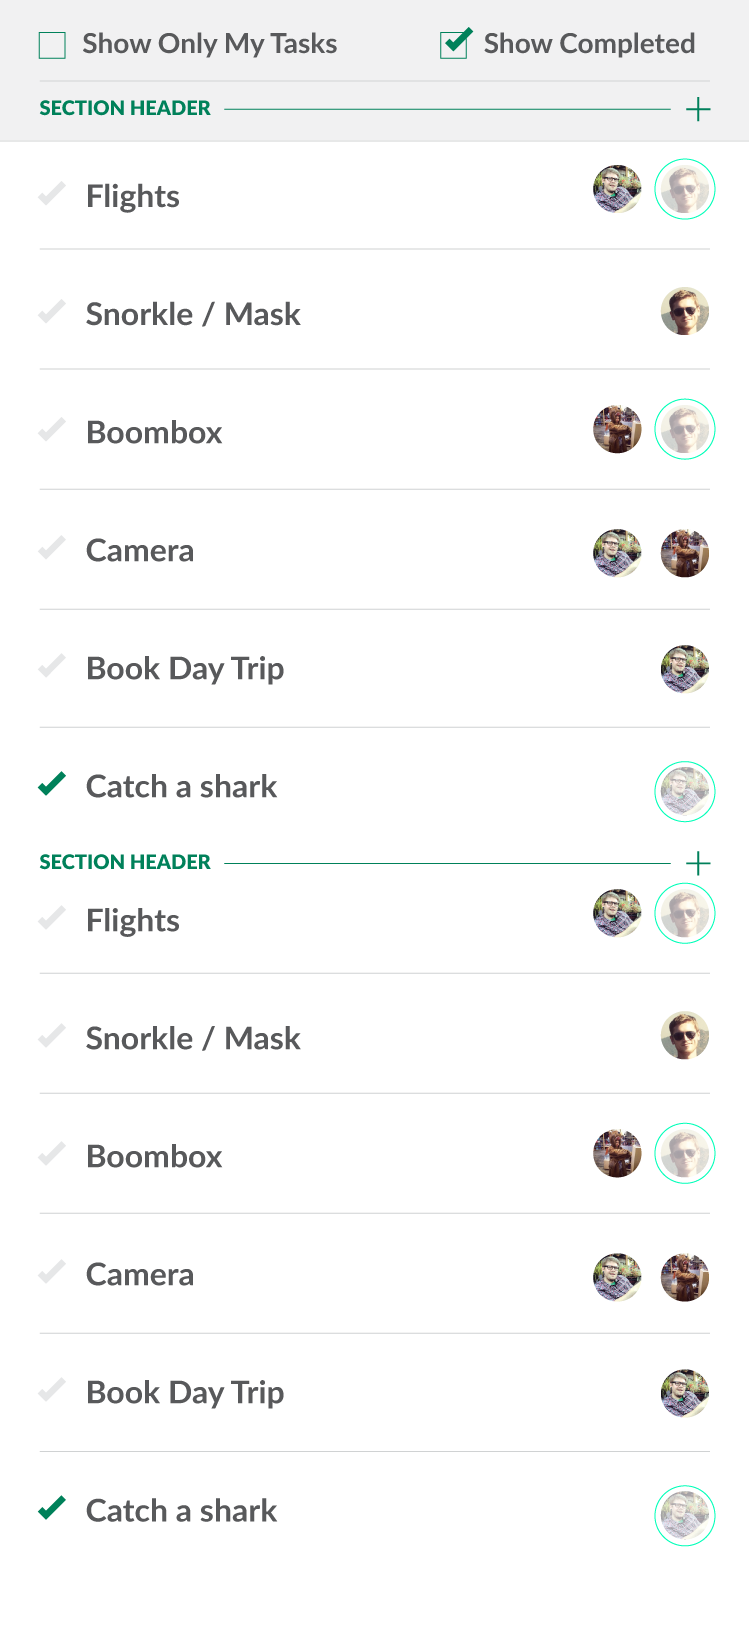 Show Only My Tasks Show Completed
SECTION HEADER
Flights
Snorkle / Mask
Boombox
Camera
Book Day Trip
Catch a shark
SECTION HEADER
Flights
Snorkle / Mask
Boombox
Camera
Book Day Trip
Catch a shark